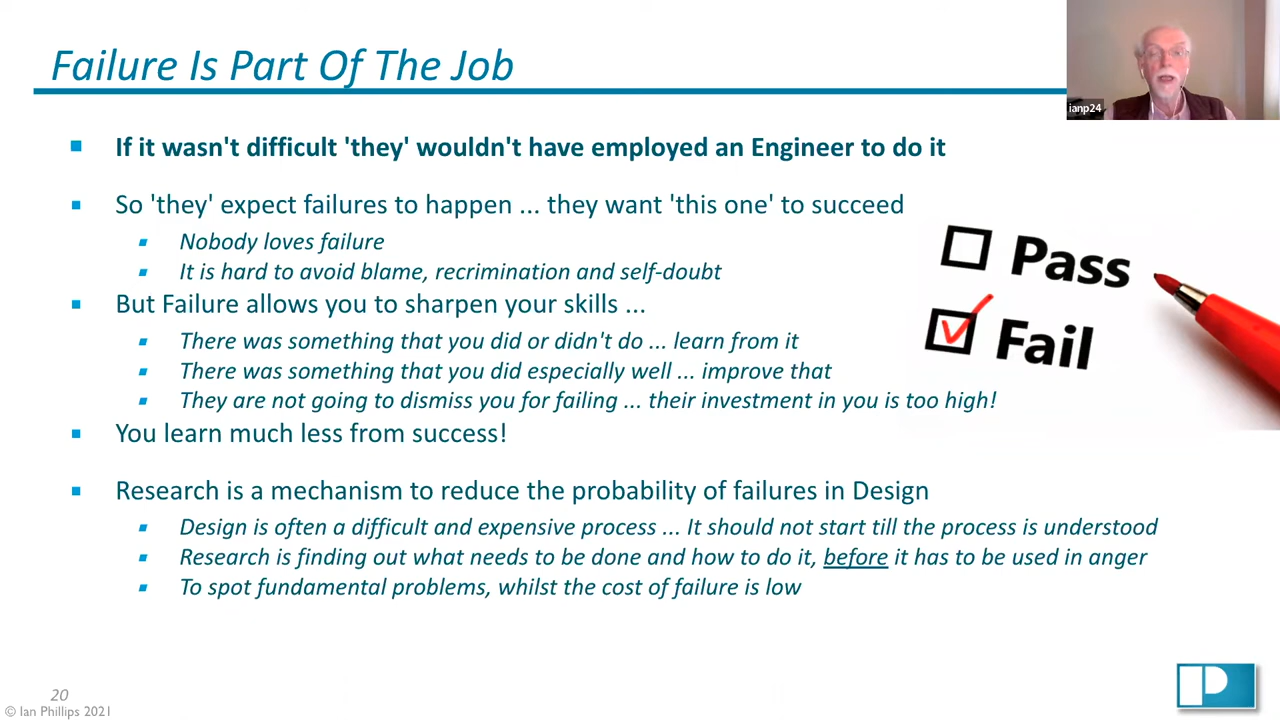 Failure Is Part Of The Job
ianp24
If it wasn't difficult 'they' wouldn't have employed an Engineer to do it
So 'they' expect failures to happen ... they want 'this one' to succeed
Nobody loves failure
It is hard to avoid blame, recrimination and self-doubt
But Failure allows you to sharpen your skills ...
There was something that you did or didn't do ... learn from it
There was something that you did especially well ... improve that
They are not going to dismiss you for failing ... their investment in you is too high!
You learn much less from success!
Pass
Fail
Research is a mechanism to reduce the probability of failures in Design
Design is often a difficult and expensive process ... It should not start till the process is understood
Research is finding out what needs to be done and how to do it, before it has to be used in anger
To spot fundamental problems, whilst the cost of failure is low
20
© Ian Phillips 2021
P